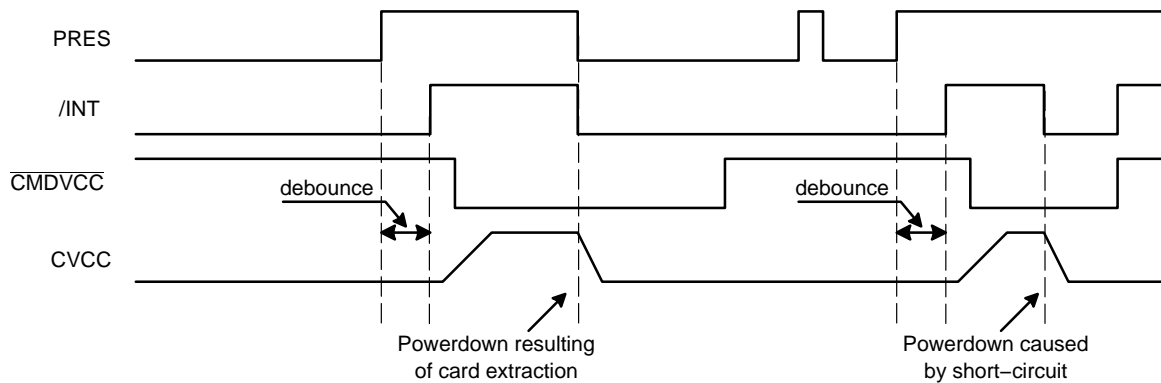 PRES
/INT
CMDVCC
debounce
debounce
CVCC
Powerdown resulting
of card extraction
Powerdown caused
by short−circuit